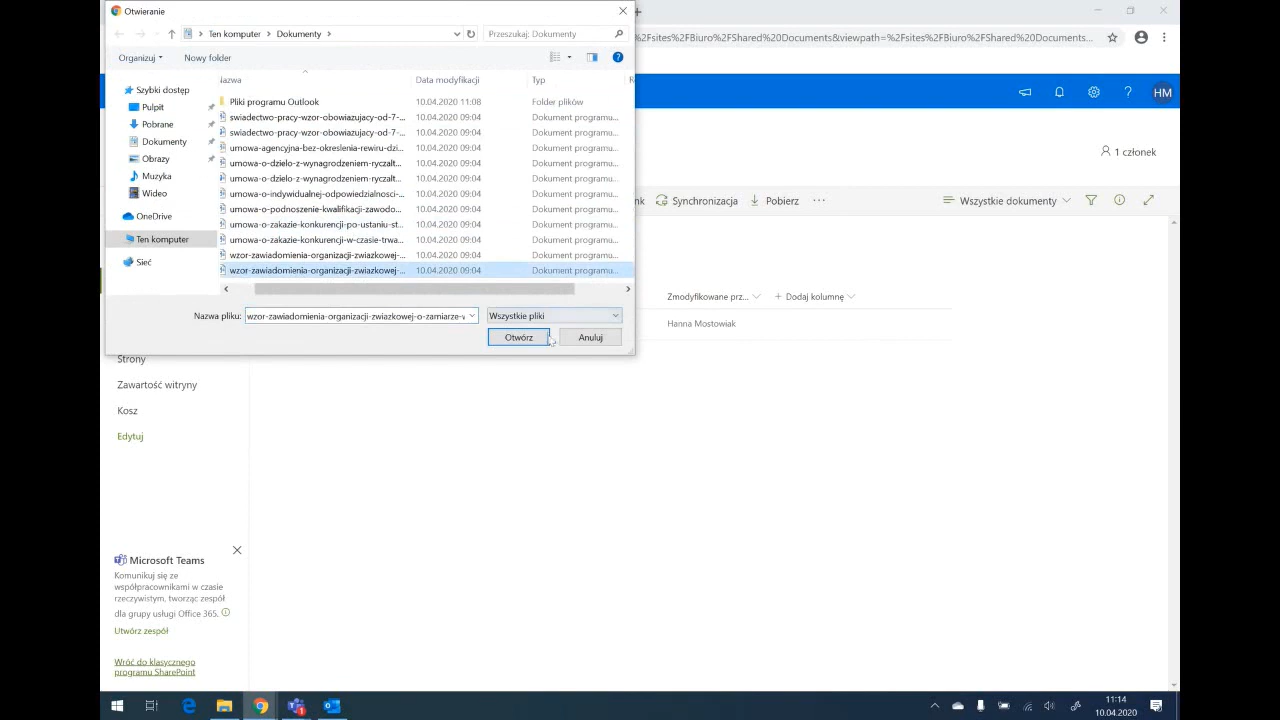 Otwieranie
Ten komputer
Dokumenty
Przeszukaj: Dokumenty
%2Fsites%2FBiuro%2FShared%20Documents&viewpath=%2Fsites%2FBiuro%2FShared%20Documents...
Organizuj
Nowy folder
Nazwa
Data modyfikacji
Typ
HM
Szybki dostęp
Pulpit
Pobrane
Dokumenty
Obrazy
Muzyka
Wideo
OneDrive
Ten komputer
Sieć
Pliki programu Outlook 10.04.2020 11:08 Folder plików
swiadectwo-pracy-wzor-obowiazujacy-od-7-... 10.04.2020 09:04 Dokument programu...
swiadectwo-pracy-wzor-obowiazujacy-od-7-... 10.04.2020 09:04 Dokument programu...
umowa-agencyjna-bez-okreslenia-rewiru-dzi... 10.04.2020 09:04 Dokument programu...
umowa-o-dzielo-z-wynagrodzeniem-ryczalt... 10.04.2020 09:04 Dokument programu...
umowa-o-dzielo-z-wynagrodzeniem-ryczalt... 10.04.2020 09:04 Dokument programu...
umowa-o-indywidualnej-odpowiedzialnosci-... 10.04.2020 09:04 Dokument programu...
umowa-o-podnoszenie-kwalifikacji-zawodo... 10.04.2020 09:04 Dokument programu...
umowa-o-zakazie-konkurencji-po-ustaniu-st... 10.04.2020 09:04 Dokument programu...
umowa-o-zakazie-konkurencji-w-czasie-trwa... 10.04.2020 09:04 Dokument programu...
wzor-zawiadomienia-organizacji-zwiazkowej-... 10.04.2020 09:04 Dokument programu...
wzor-zawiadomienia-organizacji-zwiazkowej-... 10.04.2020 09:04 Dokument programu...
Nazwa pliku: wzor-zawiadomienia-organizacji-zwiazkowej-o-zamiarze-w
Wszystkie pliki
Otwórz
Anuluj
1 członek
nk
Synchronizacja
Pobierz
...
Wszystkie dokumenty
Zmodyfikowane prz...
+ Dodaj kolumnę
Hanna Mostowiak
Strony
Zawartość witryny
Kosz
Edytuj
Microsoft Teams
Komunikuj się ze
współpracownikami w czasie
rzeczywistym, tworząc zespół
dla grupy usługi Office 365.
Utwórz zespół
Wróć do klasycznego
programu SharePoint
11:14
10.04.2020